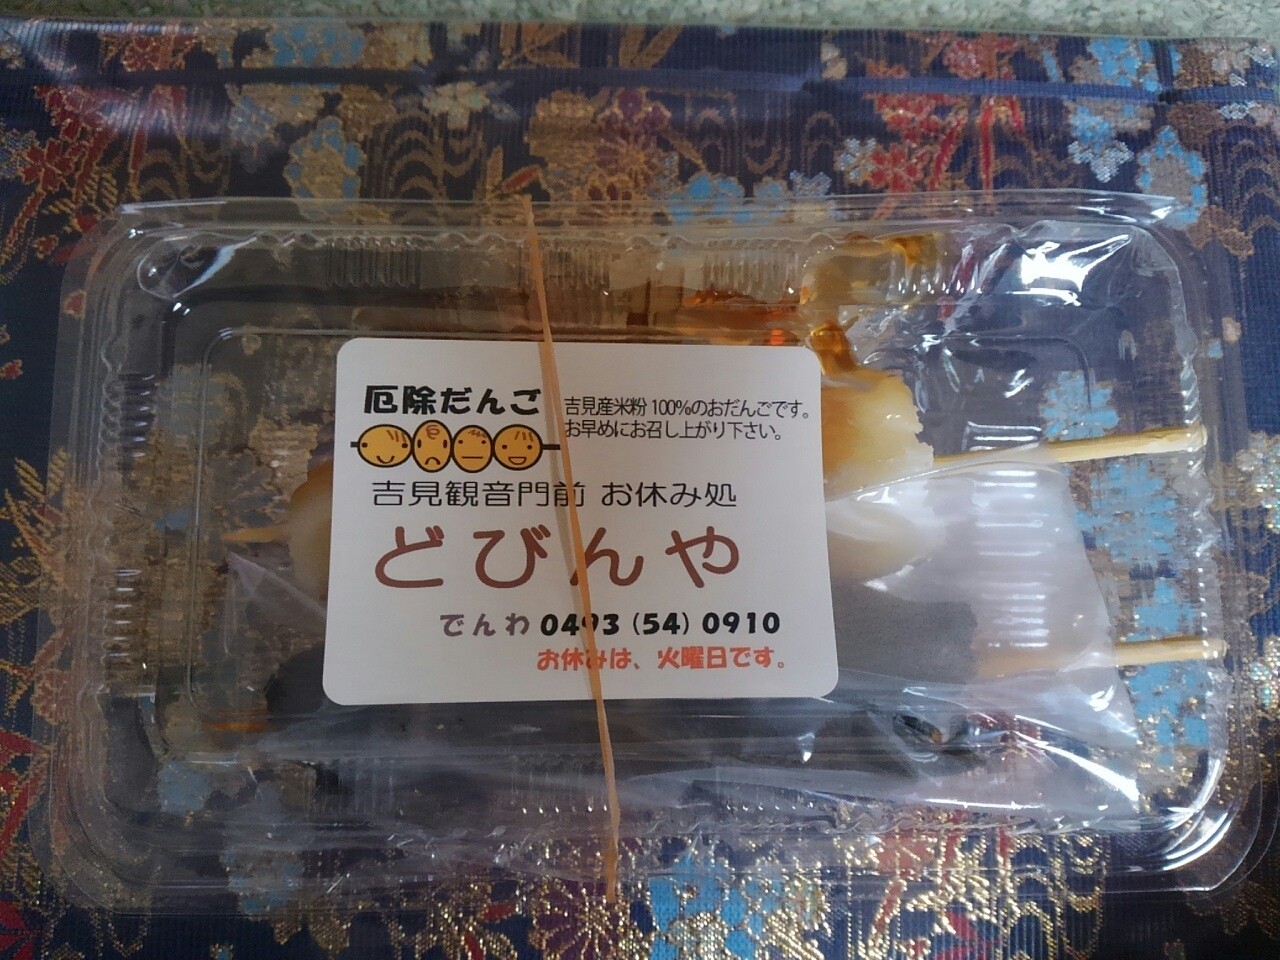 厄除だんご
吉見産米粉100%のおだんごです。
お早めにお召し上がり下さい。
吉見観音門前 お休み処
どびんや
でんわ 0493 (54) 0910
お休みは、火曜日です。